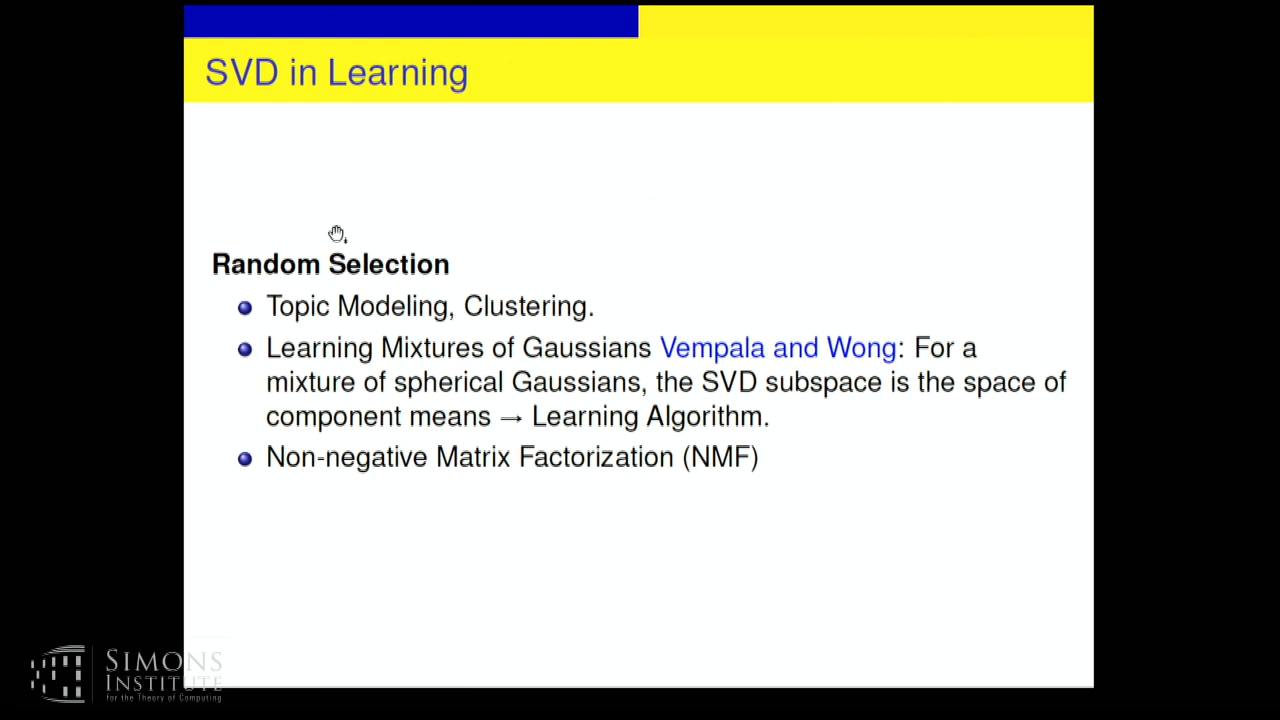 SVD in Learning
Random Selection
Topic Modeling, Clustering.
Learning Mixtures of Gaussians Vempala and Wong: For a
mixture of spherical Gaussians, the SVD subspace is the space of
component means → Learning Algorithm.
Non-negative Matrix Factorization (NMF)
SIMONS
INSTITUTE
for the Theory of Computing